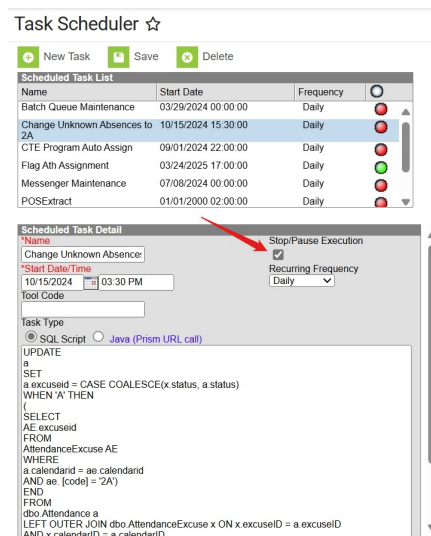 Task Scheduler ☆
New Task Save Delete
Scheduled Task List
Name Start Date Frequency
Batch Queue Maintenance 03/29/2024 00:00:00 Daily
Change Unknown Absences to 10/15/2024 15:30:00 Daily
2A
CTE Program Auto Assign 09/01/2024 22:00:00 Daily
Flag Ath Assignment 03/24/2025 17:00:00 Daily
Messenger Maintenance 07/08/2024 00:00:00 Daily
POSExtract 01/01/2000 02:00:00 Daily
Scheduled Task Detail
*Name Stop/Pause Execution
Change Unknown Absence:
*Start Date/Time Recurring Frequency
10/15/2024 03:30 PM Daily
Tool Code
Task Type
SQL Script Java (Prism URL call)
UPDATE
a
SET
a.excuseid = CASE COALESCE(x.status, a.status)
WHEN 'A' THEN
(
SELECT
AE.excuseid
FROM
AttendanceExcuse AE
WHERE
a.calendarid = ae.calendarid
AND ae. [code] = '2A')
END
FROM
dbo.Attendance a
LEFT OUTER JOIN dbo.AttendanceExcuse x ON x.excuseID = a.excuseID
AND x.calendarID = a.calendarID